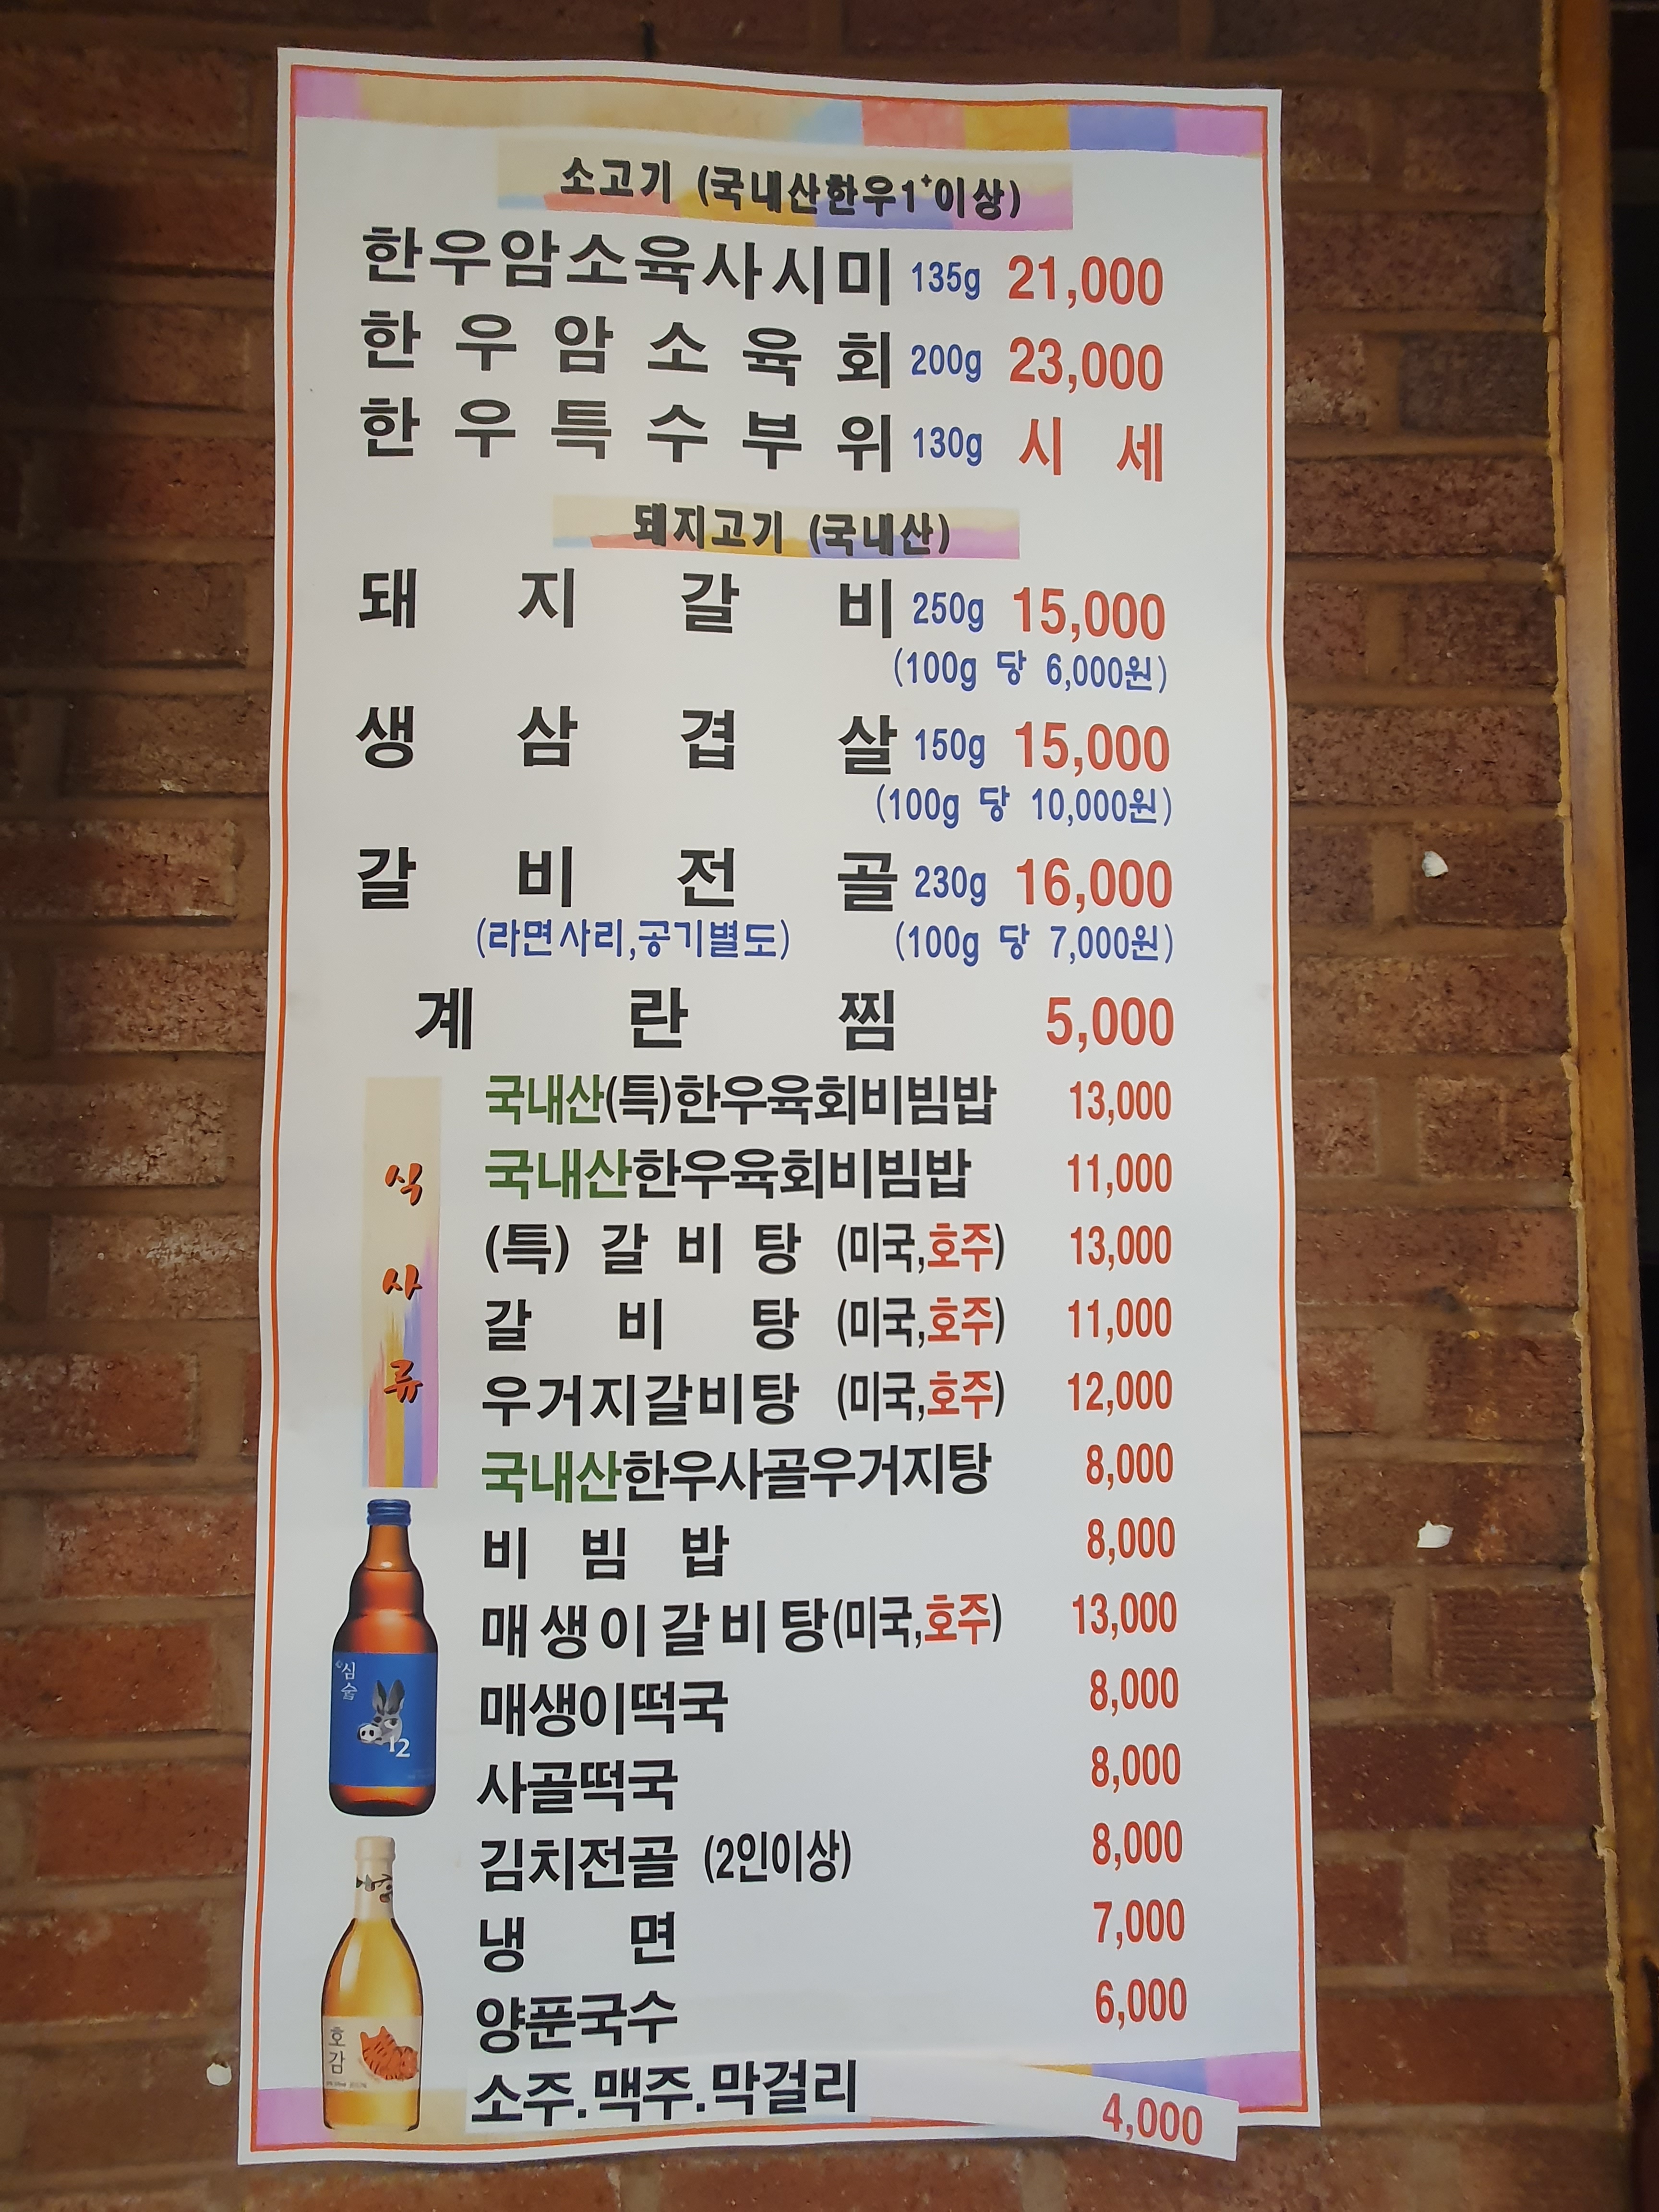 소고기 (국내산한우1+이상)
한우암소육사시미 135g 21,000
한우암소육회 200g 23,000
한우특수부위 130g 시세
돼지고기 (국내산)
돼지갈비 250g 15,000
(100g 당 6,000원)
생삼겹살 150g 15,000
(100g 당 10,000원)
갈비전골 230g 16,000
(라면사리,공기별도) (100g 당 7,000원)
계란찜 5,000
식사류
국내산(특)한우육회비빔밥 13,000
국내산한우육회비빔밥 11,000
(특)갈비탕 (미국,호주) 13,000
갈비탕 (미국,호주) 11,000
우거지갈비탕 (미국,호주) 12,000
국내산한우사골우거지탕 8,000
비빔밥 8,000
매생이갈비탕(미국,호주) 13,000
매생이떡국 8,000
사골떡국 8,000
김치전골 (2인이상) 8,000
냉면 7,000
양푼국수 6,000
소주.맥주.막걸리 4,000
심술
12
호감